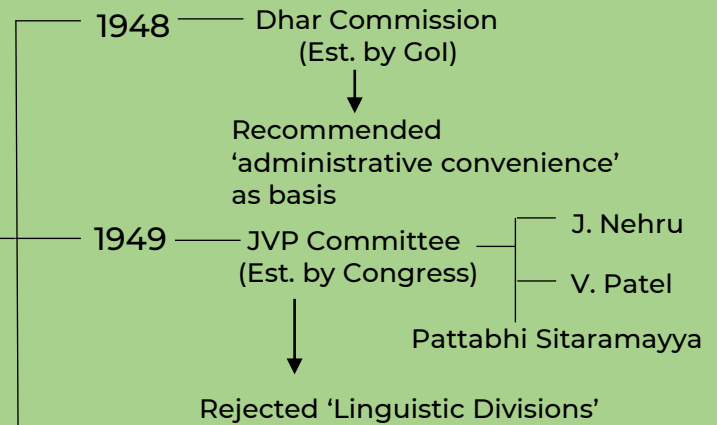 1948
Dhar Commission
(Est. by GoI)
Recommended
‘administrative convenience’
as basis
1949
JVP Committee
(Est. by Congress)
J. Nehru
V. Patel
Pattabhi Sitaramayya
Rejected ‘Linguistic Divisions’